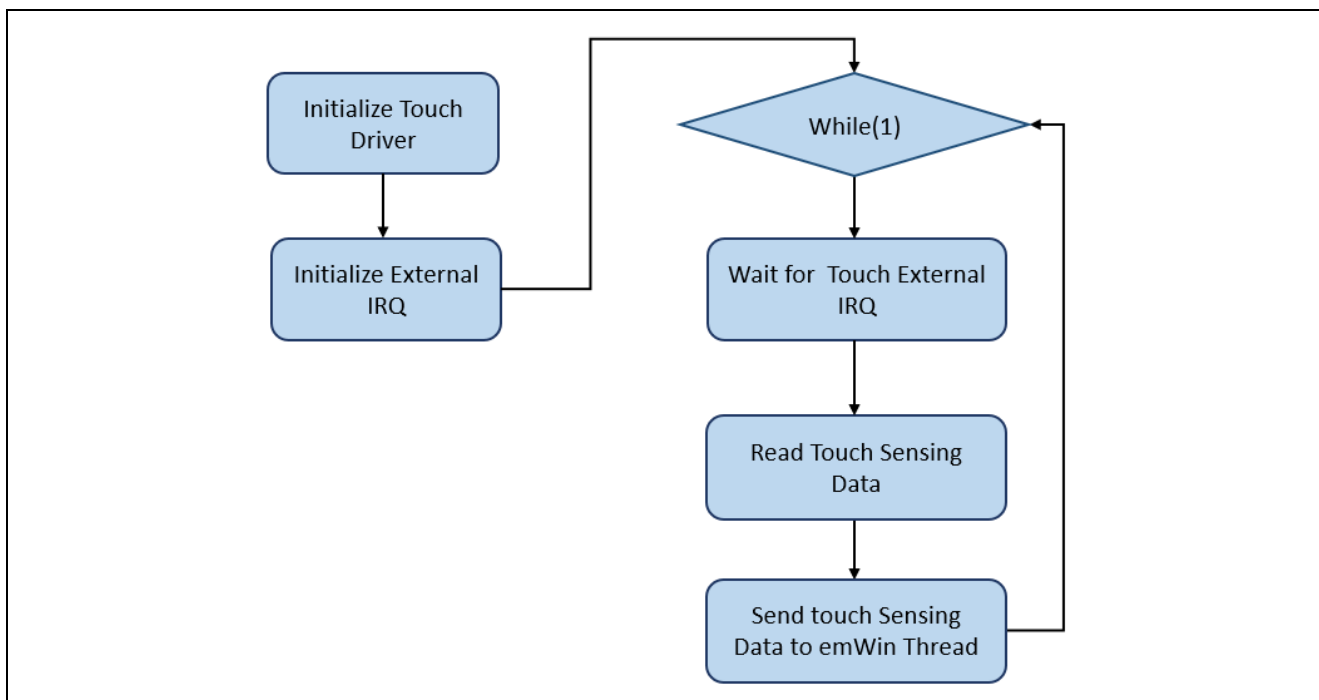 Initialize Touch
Driver
Initialize External
IRQ
While(1)
Wait for  Touch External
IRQ
Read Touch Sensing
Data
Send touch Sensing
Data to emWin Thread